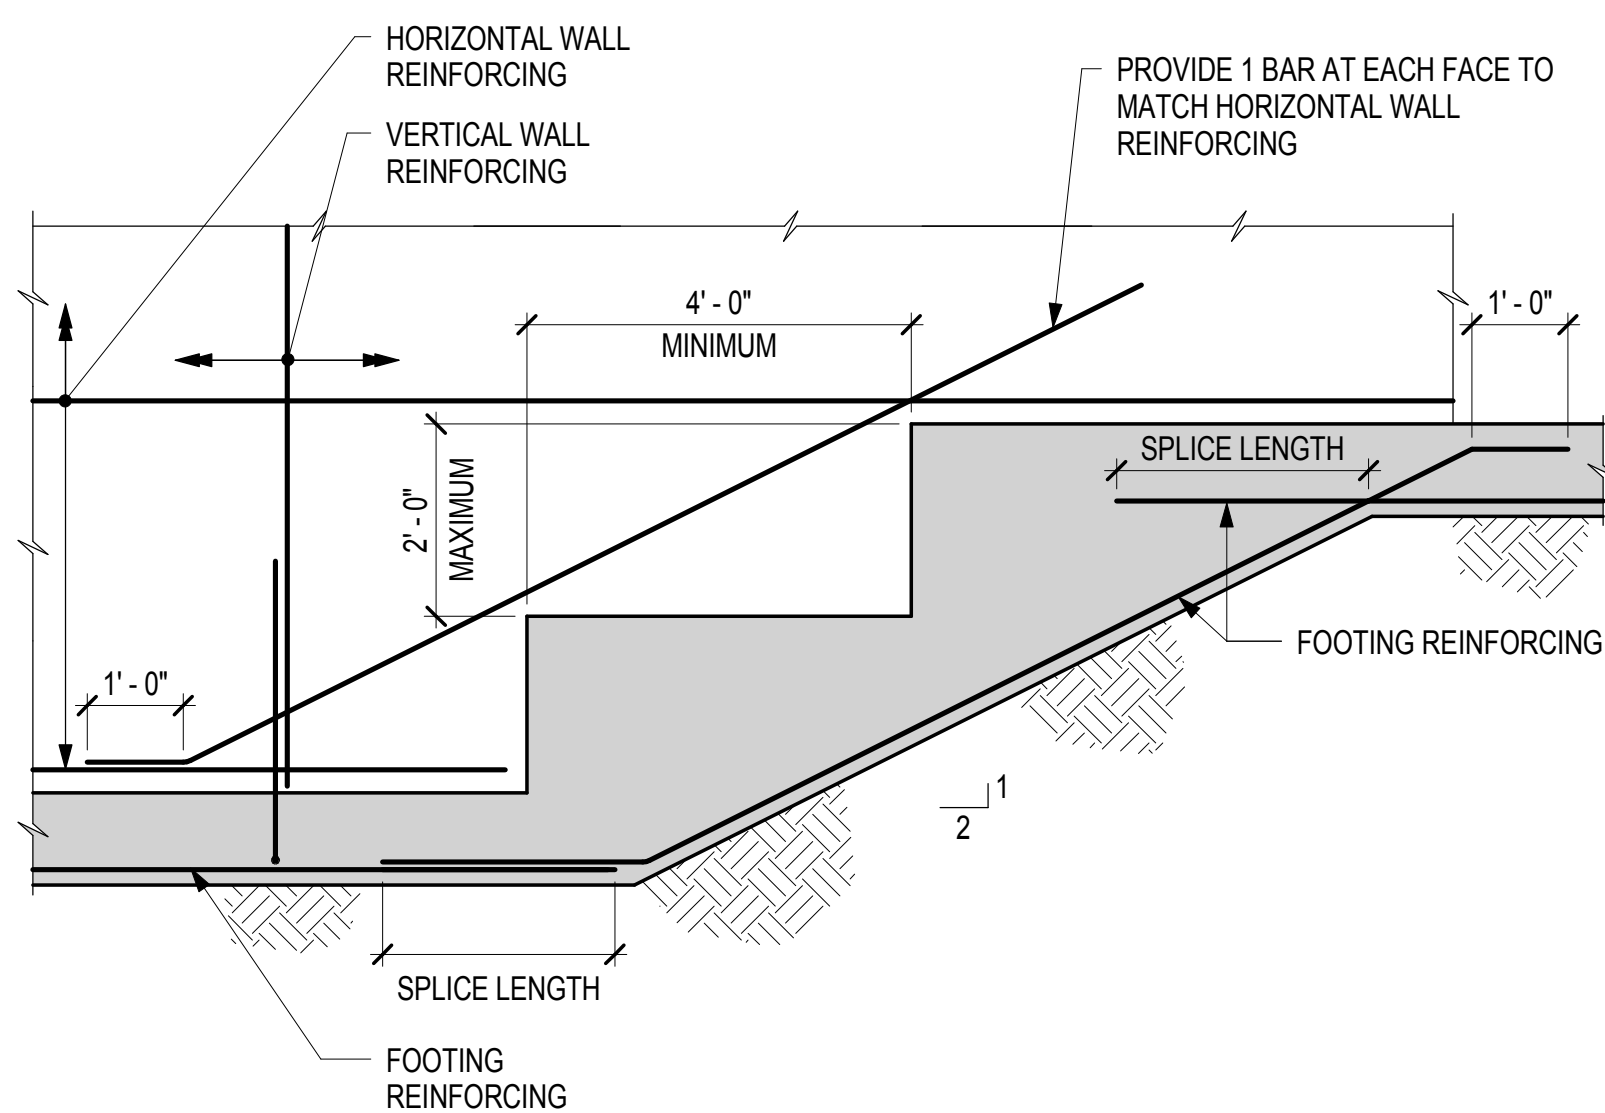 HORIZONTAL WALL
REINFORCING
PROVIDE 1 BAR AT EACH FACE TO
MATCH HORIZONTAL WALL
REINFORCING
VERTICAL WALL
REINFORCING
4' - 0"
MINIMUM
1' - 0"
SPLICE LENGTH
2' - 0"
MAXIMUM
FOOTING REINFORCING
1' - 0"
1
2
SPLICE LENGTH
FOOTING
REINFORCING